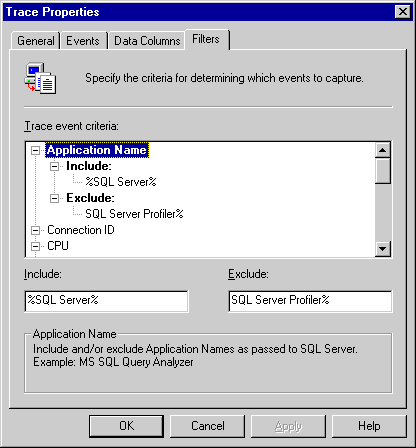 Trace Properties
General Events Data Columns Filters
Specify the criteria for determining which events to capture.
Trace event criteria:
Application Name
Include:
%SQL Server%
Exclude:
SQL Server Profiler%
Connection ID
CPU
Include: Exclude:
%SQL Server% SQL Server Profiler%
Application Name
Include and/or exclude Application Names as passed to SQL Server.
Example: MS SQL Query Analyzer
OK Cancel Apply Help